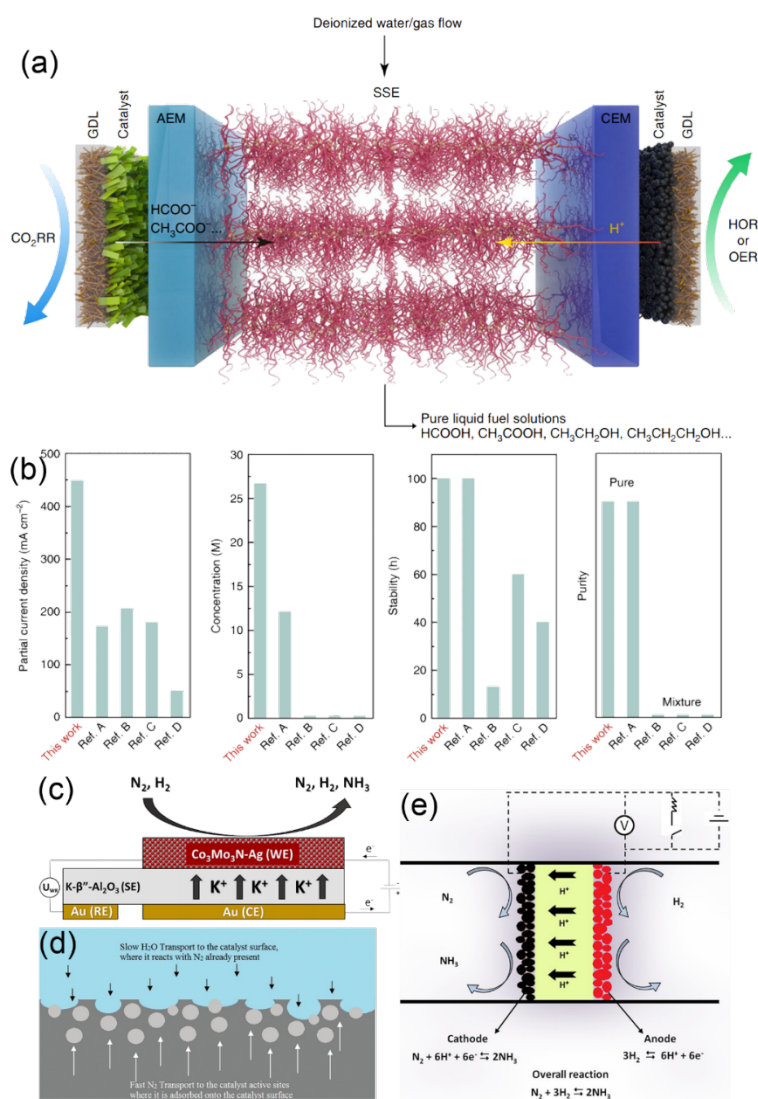 (a)
Deionized water/gas flow
SSE
GDL
Catalyst
AEM
CEM
Catalyst
GDL
CO₂RR
HCOO⁻
CH₃COO⁻...
H⁺
HOR
or
OER
Pure liquid fuel solutions
HCOOH, CH₃COOH, CH₃CH₂OH, CH₃CH₂CH₂OH...
(b)
Partial current density (mA cm⁻²)
500
450
400
300
200
100
0
This work
Ref. A
Ref. B
Ref. C
Ref. D
Concentration (M)
30
25
20
15
10
5
0
This work
Ref. A
Ref. B
Ref. C
Ref. D
Stability (h)
100
80
60
40
20
0
This work
Ref. A
Ref. B
Ref. C
Ref. D
Purity
Pure
Mixture
This work
Ref. A
Ref. B
Ref. C
Ref. D
(c)
N₂, H₂
N₂, H₂, NH₃
Co₃Mo₃N-Ag (WE)
e⁻
K-β"-Al₂O₃(SE)
K⁺ K⁺ K⁺
Au (RE)
Au (CE)
e⁻
(d)
Slow H₂O Transport to the catalyst surface,
where it reacts with N₂ already present
Fast N₂ Transport to the catalyst active sites
where it is adsorbed onto the catalyst surface
(e)
V
N₂
H₂
NH₃
H⁺
H⁺
H⁺
H⁺
Cathode
N₂ + 6H⁺ + 6e⁻ ⇆ 2NH₃
Anode
3H₂ ⇆ 6H⁺ + 6e⁻
Overall reaction
N₂ + 3H₂ ⇆ 2NH₃